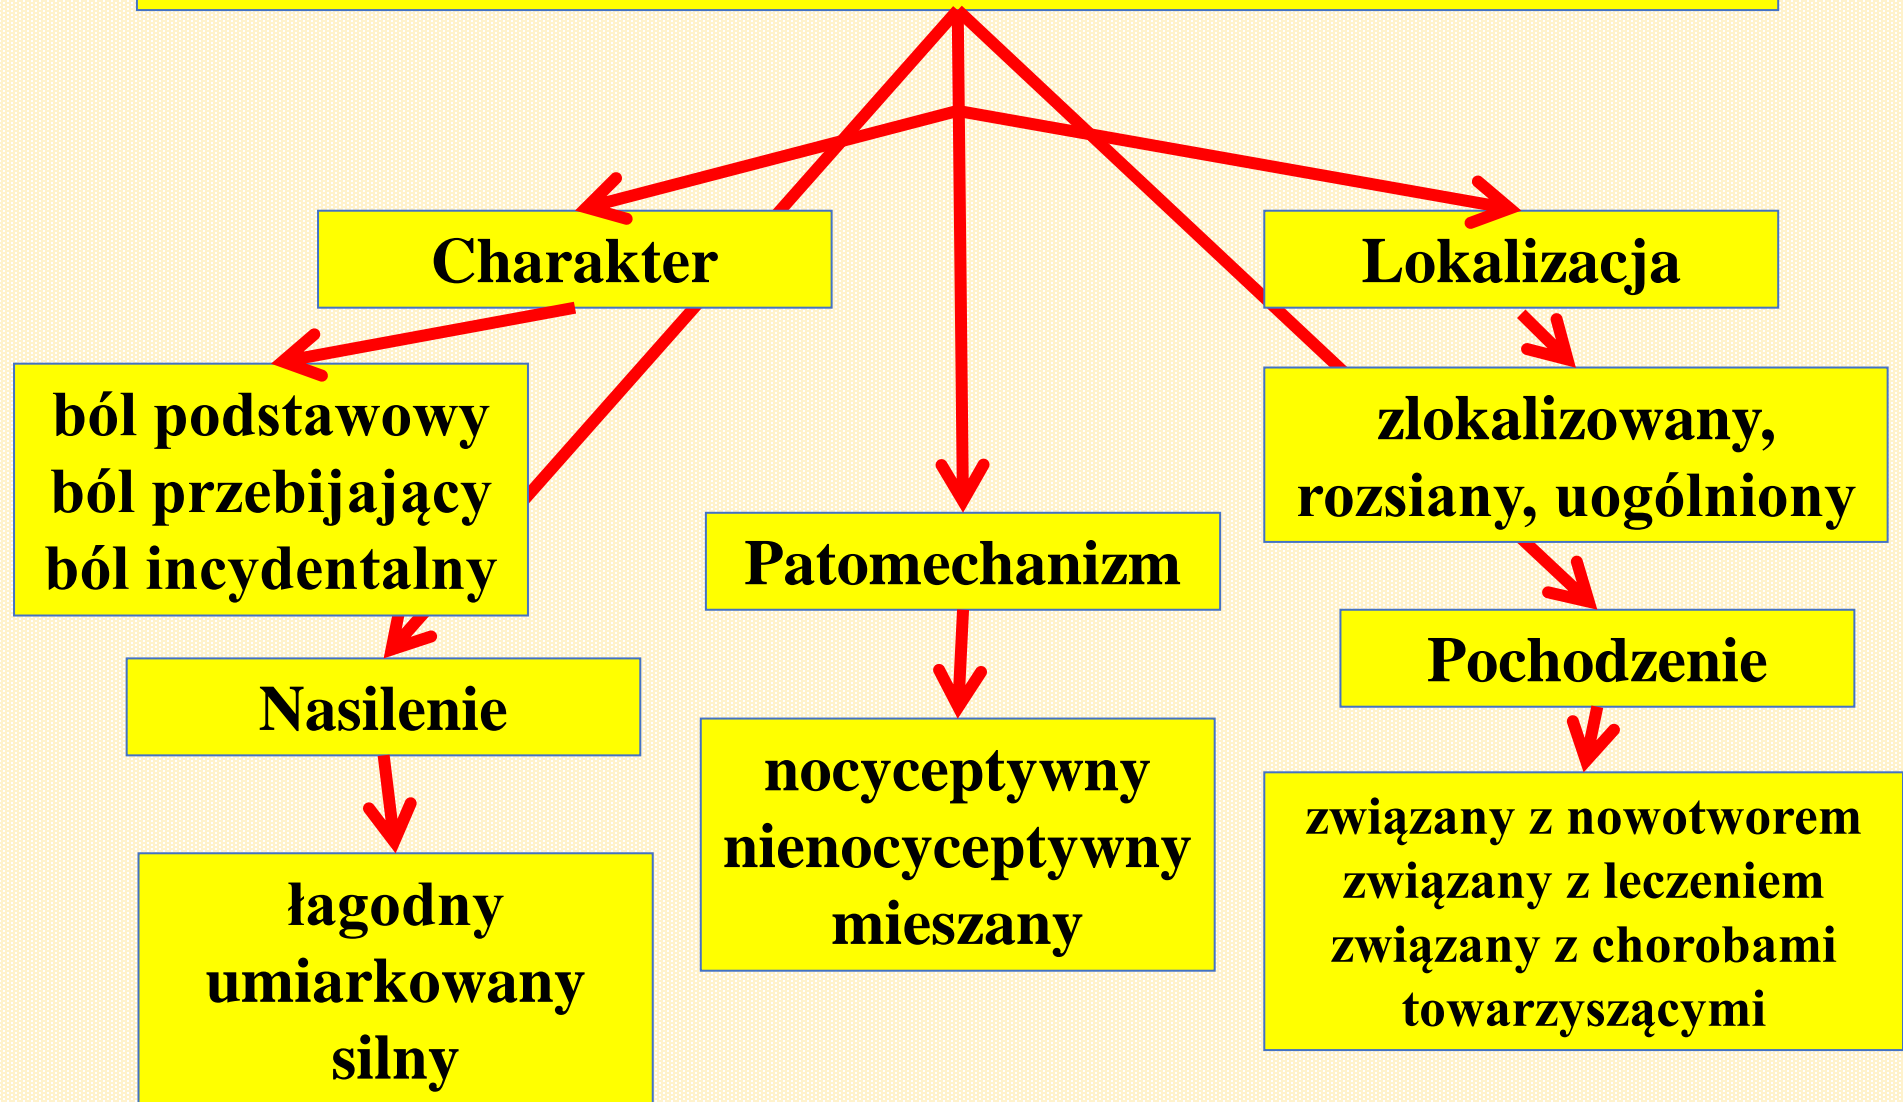 Charakter
Lokalizacja
ból podstawowy
ból przebijający
ból incydentalny
zlokalizowany,
rozsiany, uogólniony
Patomechanizm
Pochodzenie
Nasilenie
nocyceptywny
nienocyceptywny
mieszany
związany z nowotworem
związany z leczeniem
związany z chorobami
towarzyszącymi
łagodny
umiarkowany
silny